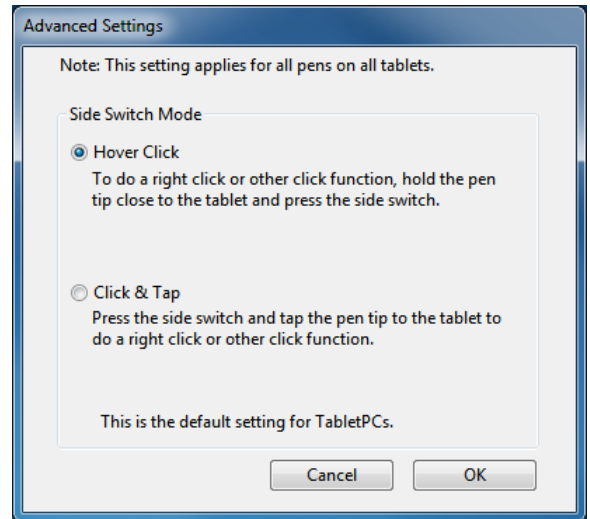 Advanced Settings
Note: This setting applies for all pens on all tablets.
Side Switch Mode
Hover Click
To do a right click or other click function, hold the pen
tip close to the tablet and press the side switch.
Click & Tap
Press the side switch and tap the pen tip to the tablet to
do a right click or other click function.
This is the default setting for TabletPCs.
Cancel OK